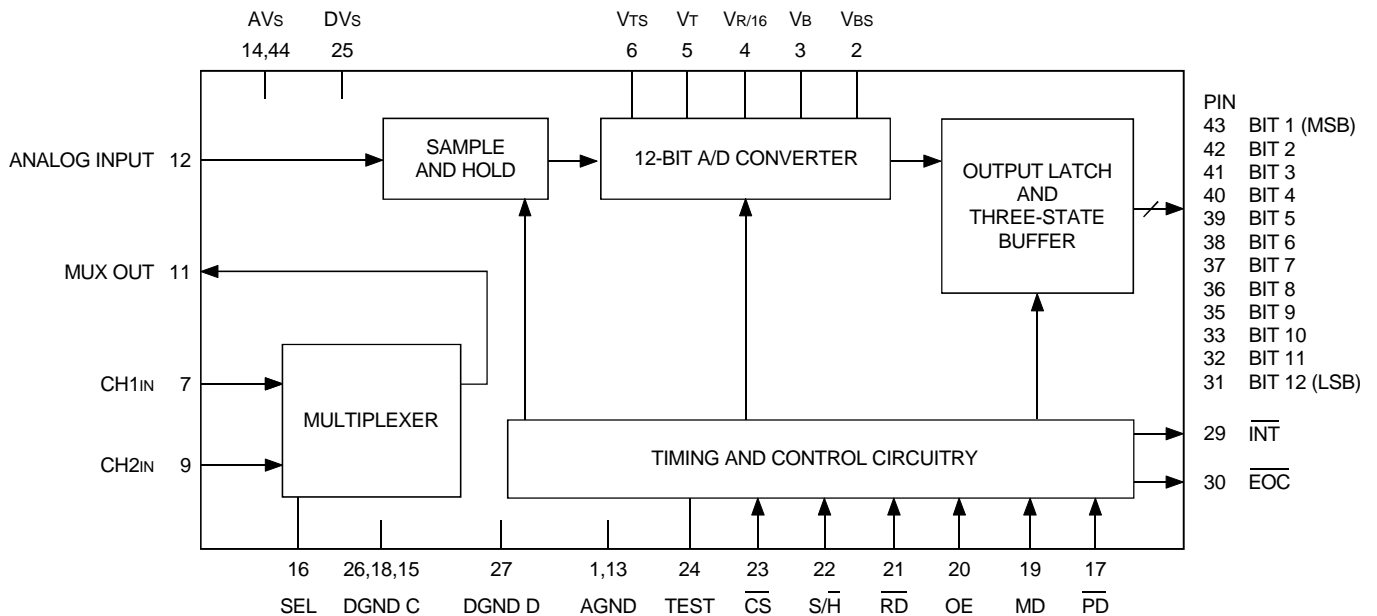 AVS DVS VTS VT VR/16 VB VBS
14,44 25 6 5 4 3 2
PIN
43 BIT 1 (MSB)
42 BIT 2
41 BIT 3
40 BIT 4
39 BIT 5
38 BIT 6
37 BIT 7
36 BIT 8
35 BIT 9
33 BIT 10
32 BIT 11
31 BIT 12 (LSB)
ANALOG INPUT 12
SAMPLE
AND HOLD
12-BIT A/D CONVERTER
OUTPUT LATCH
AND
THREE-STATE
BUFFER
MUX OUT 11
CH1IN 7
MULTIPLEXER
CH2IN 9
TIMING AND CONTROL CIRCUITRY
29 I̅N̅T̅
30 E̅O̅C̅
16 26,18,15 27 1,13 24 23 22 21 20 19 17
SEL DGND C DGND D AGND TEST C̅S̅ S/H̅ R̅D̅ OE MD P̅D̅